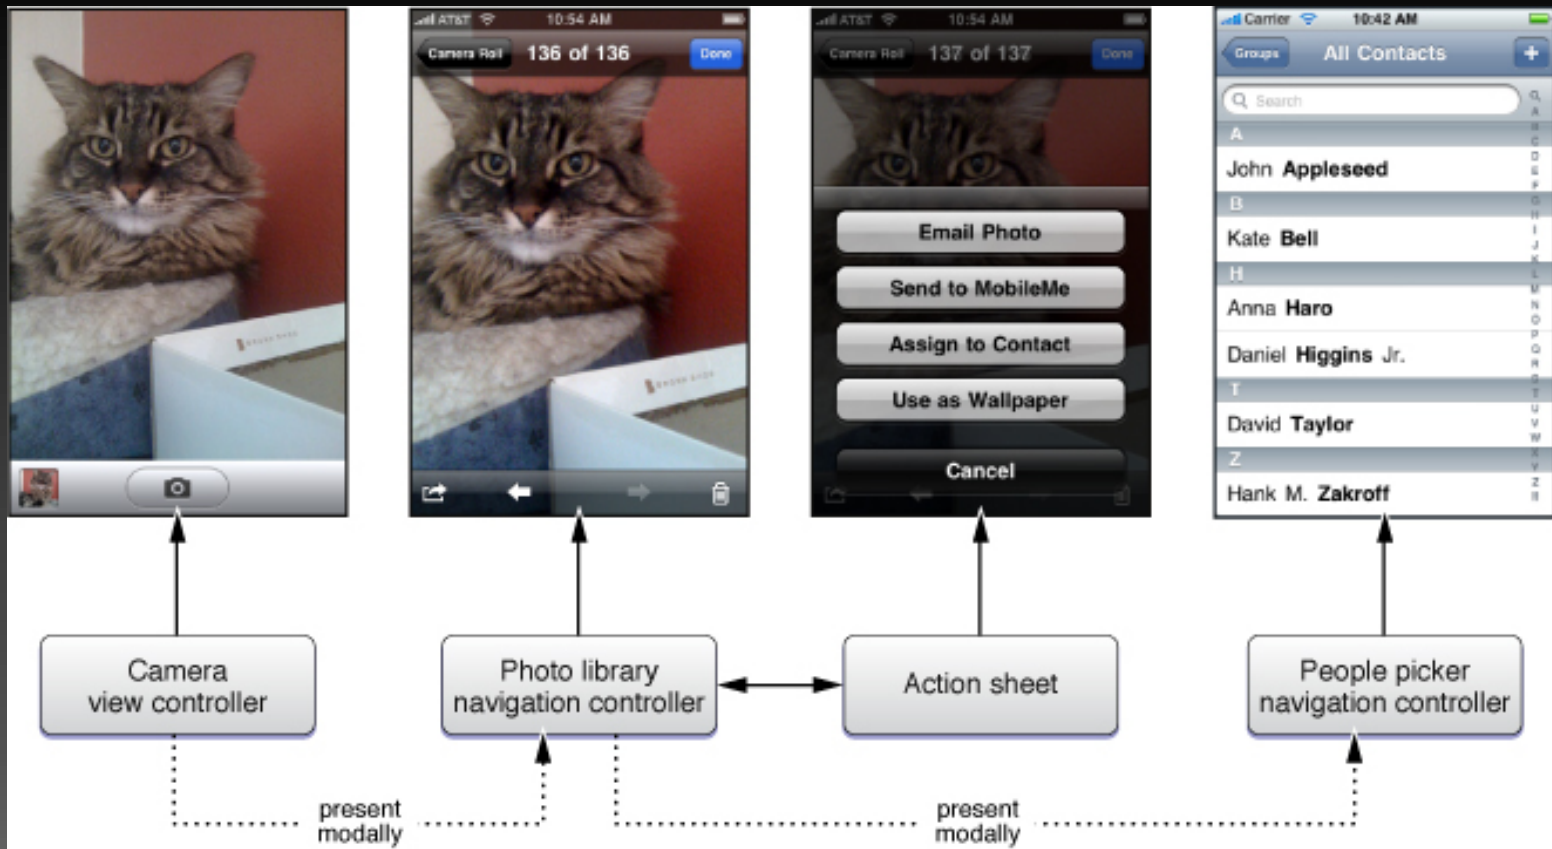 AT&T 10:54 AM
Camera Roll 136 of 136 Done
AT&T 10:54 AM
Camera Roll 137 of 137 Done
Email Photo
Send to MobileMe
Assign to Contact
Use as Wallpaper
Cancel
Carrier 10:42 AM
Groups All Contacts +
Search
A
John Appleseed
B
Kate Bell
H
Anna Haro
Daniel Higgins Jr.
T
David Taylor
Z
Hank M. Zakroff
A
B
C
D
E
F
G
H
I
J
K
L
M
N
O
P
Q
R
S
T
U
V
W
X
Y
Z
Camera
view controller
Photo library
navigation controller
Action sheet
People picker
navigation controller
present
modally
present
modally